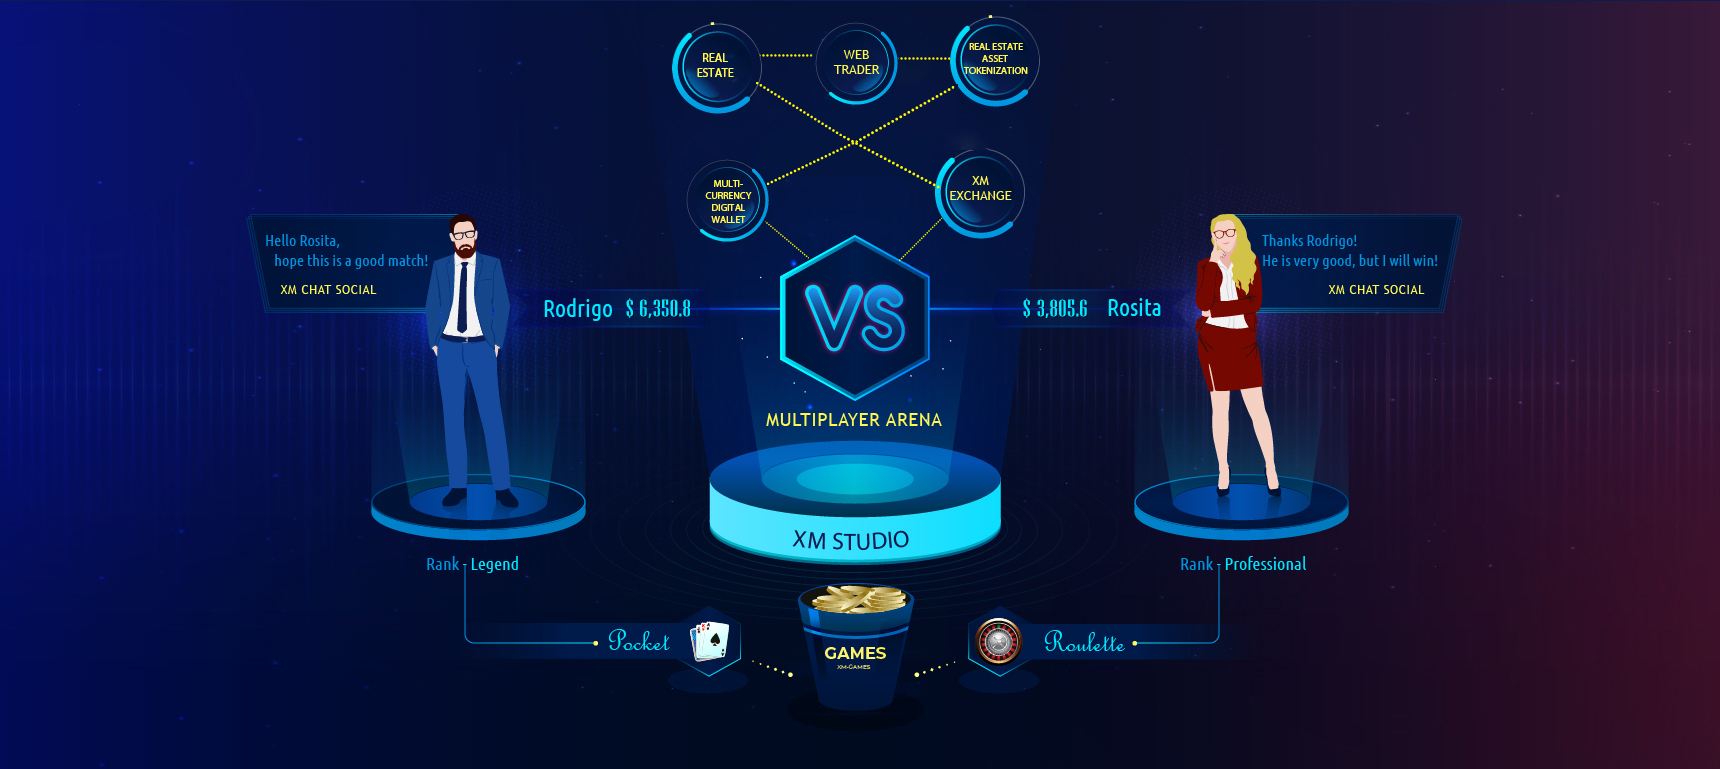 REAL
ESTATE
WEB
TRADER
REAL ESTATE
ASSET
TOKENIZATION
MULTI-
CURRENCY
DIGITAL
WALLET
XM
EXCHANGE
Hello Rosita,
hope this is a good match!
XM CHAT SOCIAL
Thanks Rodrigo!
He is very good, but I will win!
XM CHAT SOCIAL
Rodrigo $ 6,350.8
VS
$ 3,805.6 Rosita
MULTIPLAYER ARENA
XM STUDIO
Rank - Legend
Rank - Professional
Pocket
GAMES
XM-GAMES
Roulette